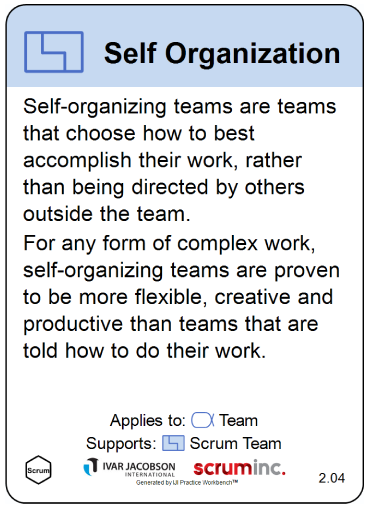 Self Organization
Self-organizing teams are teams
that choose how to best
accomplish their work, rather
than being directed by others
outside the team.
For any form of complex work,
self-organizing teams are proven
to be more flexible, creative and
productive than teams that are
told how to do their work.
Applies to: Team
Supports: Scrum Team
Scrum
IVAR JACOBSON
INTERNATIONAL
scruminc.
Generated by IJI Practice Workbench™
2.04